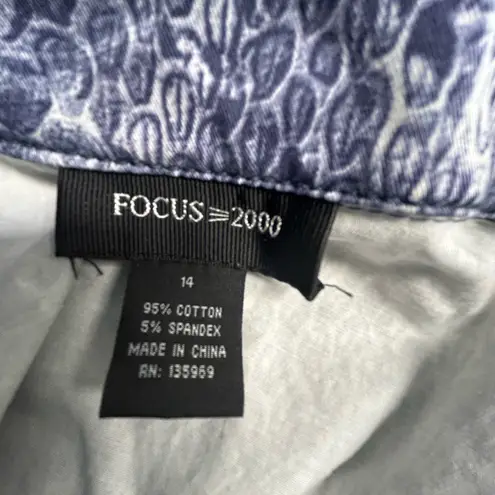 FOCUS⫺2000
14
95% COTTON
5% SPANDEX
MADE IN CHINA
RN: 135969